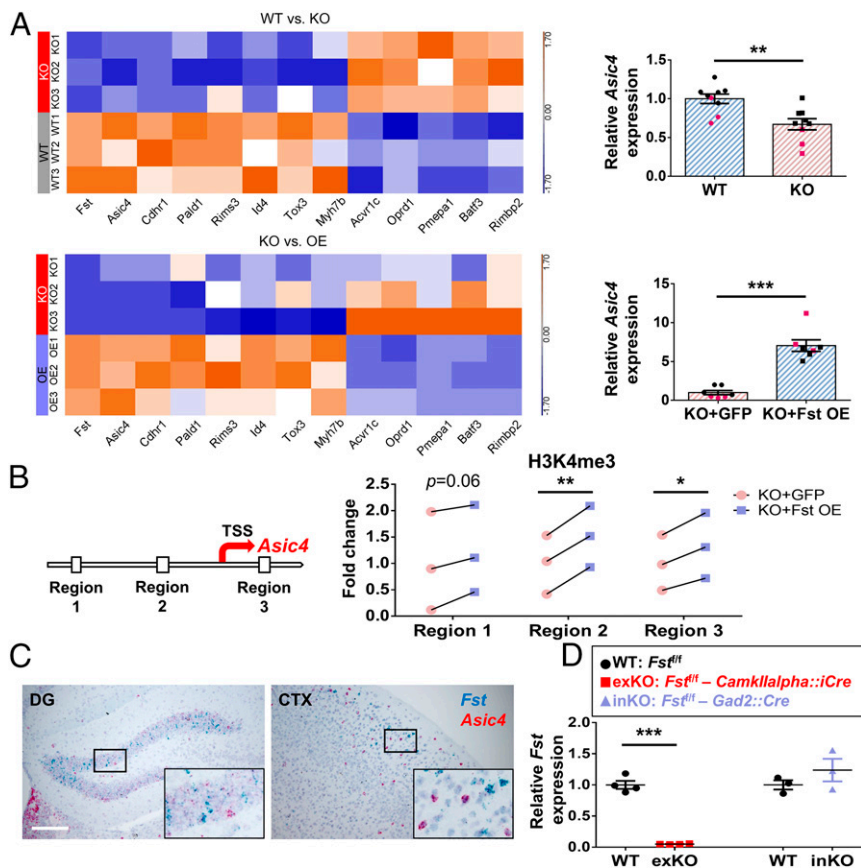 A
WT vs. KO
KO
KO1
KO2
KO3
WT
WT1
WT2
WT3
1.70
0.00
-1.70
Fst Asic4 Cdhr1 Pald1 Rims3 Id4 Tox3 Myh7b Acvr1c Oprd1 Pmepa1 Batf3 Rimbp2
Relative Asic4
expression
1.5
1.0
0.5
0.0
**
WT KO
KO vs. OE
KO
KO1
KO2
KO3
OE
OE1
OE2
OE3
1.70
0.00
-1.70
Fst Asic4 Cdhr1 Pald1 Rims3 Id4 Tox3 Myh7b Acvr1c Oprd1 Pmepa1 Batf3 Rimbp2
Relative Asic4
expression
15
10
5
0
***
KO+GFP KO+Fst OE
B
TSS
Asic4
Region
1
Region
2
Region
3
H3K4me3
Fold change
2.5
2.0
1.5
1.0
0.5
0.0
p=0.06 ** *
KO+GFP
KO+Fst OE
Region 1 Region 2 Region 3
C
DG
CTX
Fst
Asic4
D
WT: Fstf/f
exKO: Fstf/f – CamkIIalpha::iCre
inKO: Fstf/f – Gad2::Cre
Relative Fst
expression
2.0
1.5
1.0
0.5
0.0
***
WT exKO WT inKO